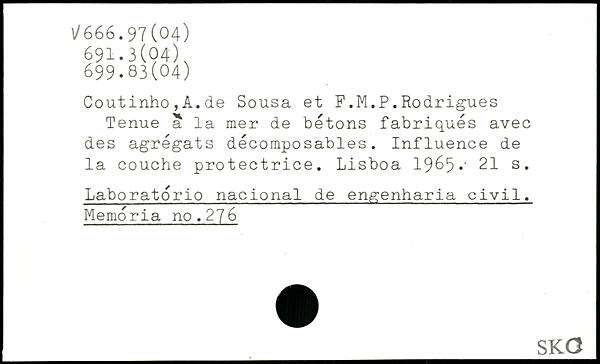 V666.97(04)
691.3(04)
699.83(04)
Coutinho,A.de Sousa et F.M.P.Rodrigues
Tenue à la mer de bétons fabriqués avec
des agrégats décomposables. Influence de
la couche protectrice. Lisboa 1965. 21 s.
Laboratório nacional de engenharia civil.
Memória no.276